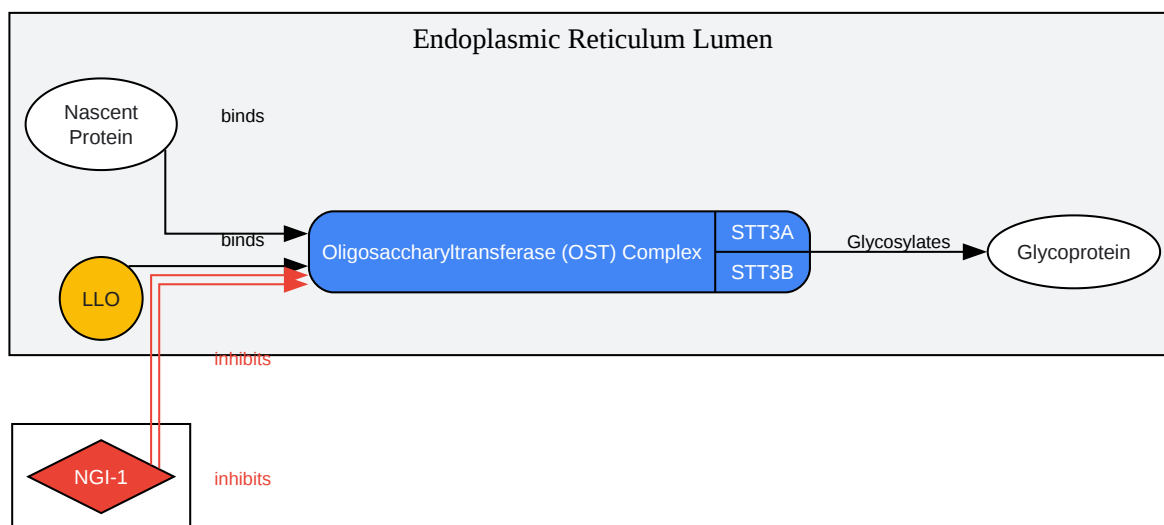 Endoplasmic Reticulum Lumen
Nascent
Protein
binds
binds
Oligosaccharyltransferase (OST) Complex
STT3A
STT3B
Glycosylates
Glycoprotein
LLO
inhibits
NGI-1
inhibits